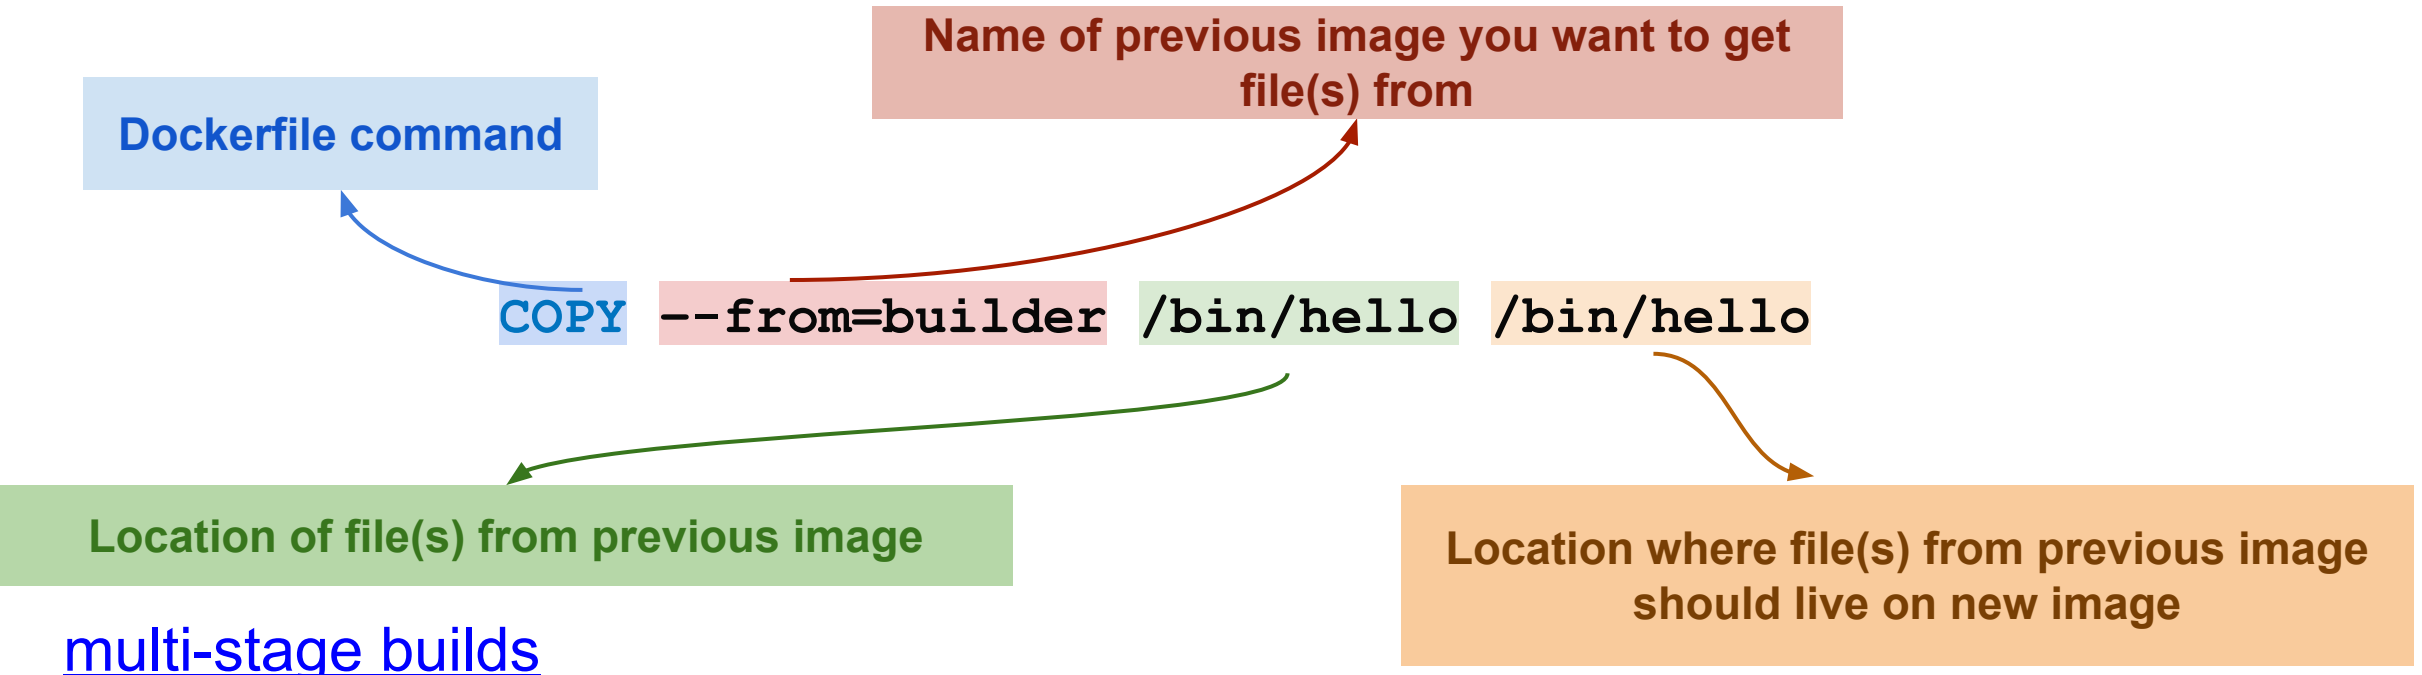 Name of previous image you want to get
file(s) from
Dockerfile command
COPY --from=builder /bin/hello /bin/hello
Location of file(s) from previous image
Location where file(s) from previous image
should live on new image
multi-stage builds